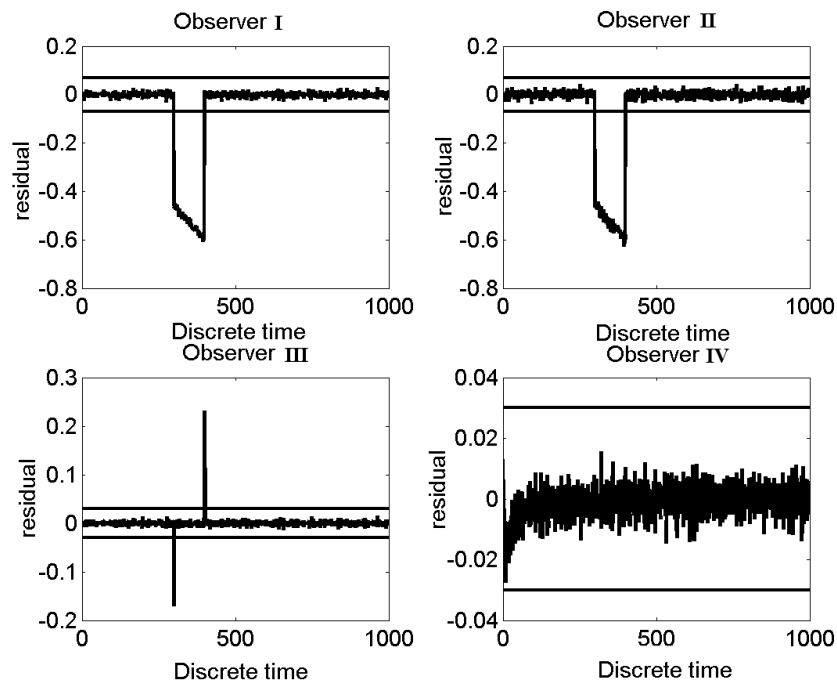 Observer I
0.2
0
-0.2
-0.4
-0.6
-0.8
residual
0 500 1000
Discrete time
Observer II
0.2
0
-0.2
-0.4
-0.6
-0.8
residual
0 500 1000
Discrete time
Observer III
0.3
0.2
0.1
0
-0.1
-0.2
residual
0 500 1000
Discrete time
Observer IV
0.04
0.02
0
-0.02
-0.04
residual
0 500 1000
Discrete time